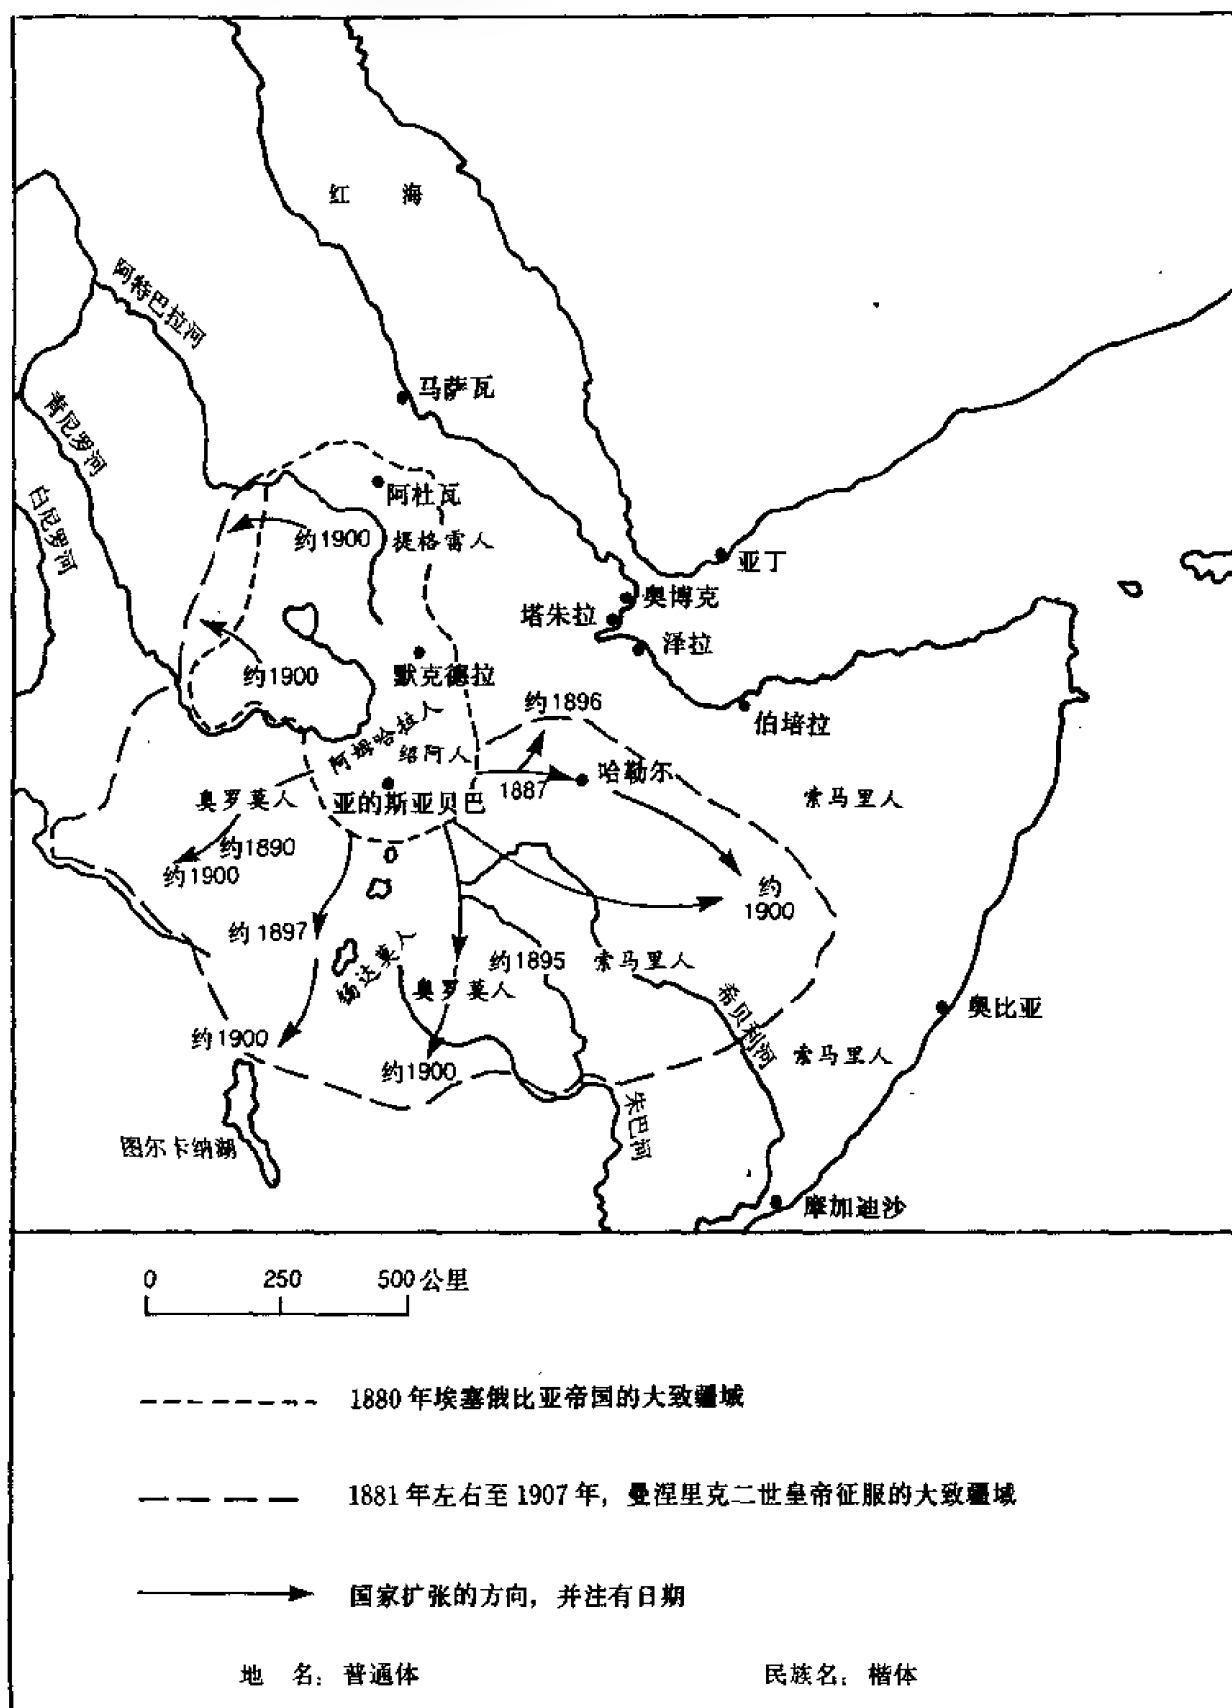 红 海
阿特巴拉河
马萨瓦
青尼罗河
白尼罗河
阿杜瓦
约1900
提格雷人
亚丁
奥博克
塔朱拉
泽拉
默克德拉
约1900
约1896
伯培拉
阿姆哈拉人
绍阿人
哈勒尔
1887
奥罗莫人
亚的斯亚贝巴
索马里人
约1890
约1900
约
1900
约1897
锡达莫人
约1895
索马里人
奥罗莫人
希贝利河
奥比亚
约1900
索马里人
约1900
朱巴河
图尔卡纳湖
摩加迪沙
0 250 500公里
1880年埃塞俄比亚帝国的大致疆域
1881年左右至1907年，曼涅里克二世皇帝征服的大致疆域
国家扩张的方向，并注有日期
地 名：普通体 民族名：楷体